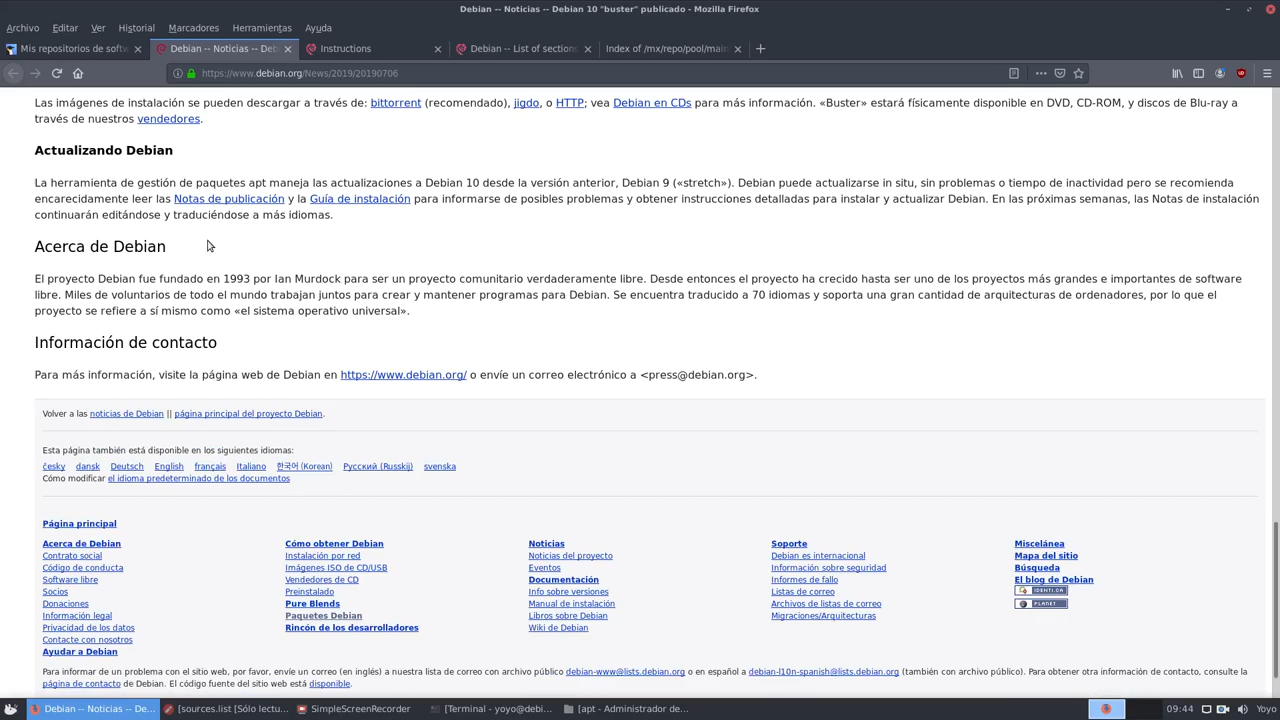 Debian -- Noticias -- Debian 10 "buster" publicado - Mozilla Firefox
Archivo Editar Ver Historial Marcadores Herramientas Ayuda
Mis repositorios de softw
Debian -- Noticias -- Deb
Instructions
Debian -- List of sections
Index of /mx/repo/pool/main
https://www.debian.org/News/2019/20190706
Las imágenes de instalación se pueden descargar a través de: bittorrent (recomendado), jigdo, o HTTP; vea Debian en CDs para más información. «Buster» estará físicamente disponible en DVD, CD-ROM, y discos de Blu-ray a
través de nuestros vendedores.
Actualizando Debian
La herramienta de gestión de paquetes apt maneja las actualizaciones a Debian 10 desde la versión anterior, Debian 9 («stretch»). Debian puede actualizarse in situ, sin problemas o tiempo de inactividad pero se recomienda
encarecidamente leer las Notas de publicación y la Guía de instalación para informarse de posibles problemas y obtener instrucciones detalladas para instalar y actualizar Debian. En las próximas semanas, las Notas de instalación
continuarán editándose y traduciéndose a más idiomas.
Acerca de Debian
El proyecto Debian fue fundado en 1993 por Ian Murdock para ser un proyecto comunitario verdaderamente libre. Desde entonces el proyecto ha crecido hasta ser uno de los proyectos más grandes e importantes de software
libre. Miles de voluntarios de todo el mundo trabajan juntos para crear y mantener programas para Debian. Se encuentra traducido a 70 idiomas y soporta una gran cantidad de arquitecturas de ordenadores, por lo que el
proyecto se refiere a sí mismo como «el sistema operativo universal».
Información de contacto
Para más información, visite la página web de Debian en https://www.debian.org/ o envíe un correo electrónico a <press@debian.org>.
Volver a las noticias de Debian || página principal del proyecto Debian.
Esta página también está disponible en los siguientes idiomas:
česky dansk Deutsch English français Italiano 한국어 (Korean) Русский (Russkij) svenska
Cómo modificar el idioma predeterminado de los documentos
Página principal
Acerca de Debian
Contrato social
Código de conducta
Software libre
Socios
Donaciones
Información legal
Privacidad de los datos
Contacte con nosotros
Ayudar a Debian
Cómo obtener Debian
Instalación por red
Imágenes ISO de CD/USB
Vendedores de CD
Preinstalado
Pure Blends
Paquetes Debian
Rincón de los desarrolladores
Noticias
Noticias del proyecto
Eventos
Documentación
Info sobre versiones
Manual de instalación
Libros sobre Debian
Wiki de Debian
Soporte
Debian es internacional
Información sobre seguridad
Informes de fallo
Listas de correo
Archivos de listas de correo
Migraciones/Arquitecturas
Miscelánea
Mapa del sitio
Búsqueda
El blog de Debian
IDENTI.CA
PLANET
Para informar de un problema con el sitio web, por favor, envíe un correo (en inglés) a nuestra lista de correo con archivo público debian-www@lists.debian.org o en español a debian-l10n-spanish@lists.debian.org (también con archivo público). Para obtener otra información de contacto, consulte la
página de contacto de Debian. El código fuente del sitio web está disponible.
Debian -- Noticias -- De... [sources.list [Sólo lectu... SimpleScreenRecorder [Terminal - yoyo@debi... [apt - Administrador de... 09:44 Yoyo